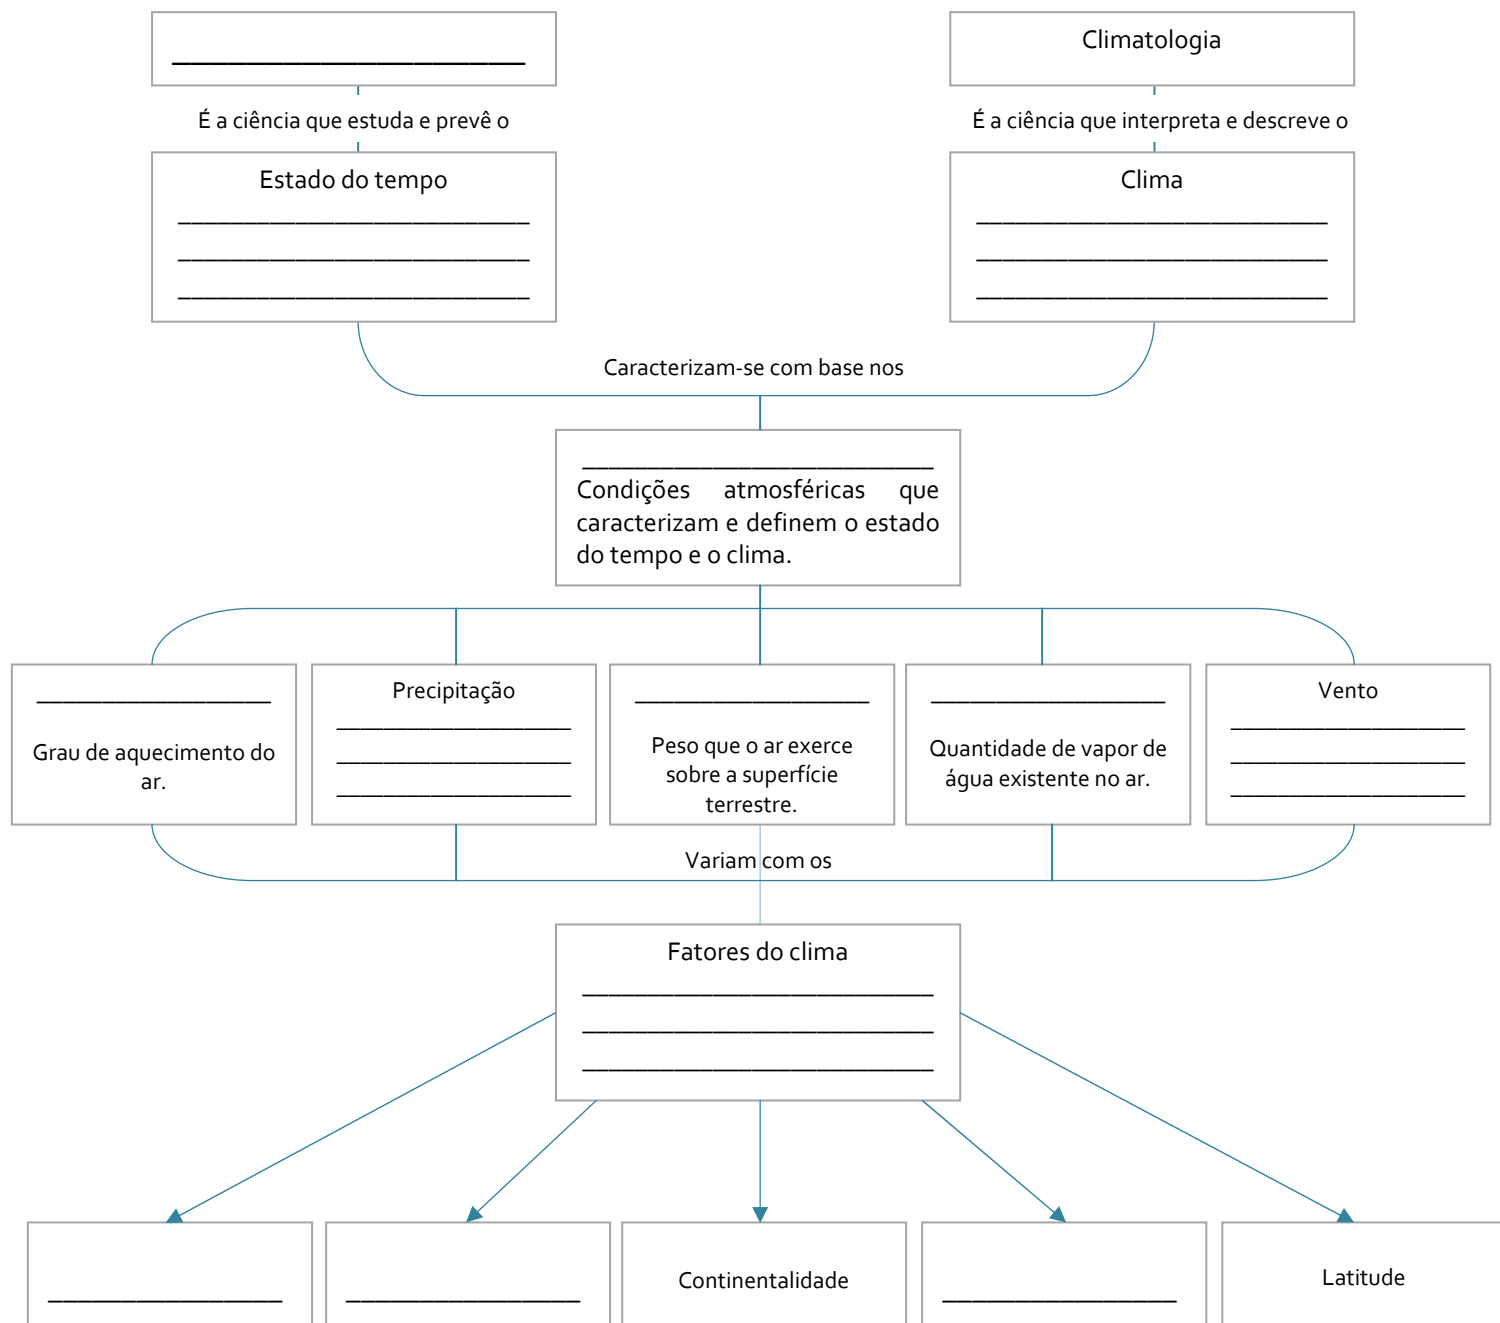 Climatologia
É a ciência que estuda e prevê o
É a ciência que interpreta e descreve o
Estado do tempo
Clima
Caracterizam-se com base nos
Condições atmosféricas que
caracterizam e definem o estado
do tempo e o clima.
Grau de aquecimento do
ar.
Precipitação
Peso que o ar exerce
sobre a superfície
terrestre.
Quantidade de vapor de
água existente no ar.
Vento
Variam com os
Fatores do clima
Continentalidade
Latitude